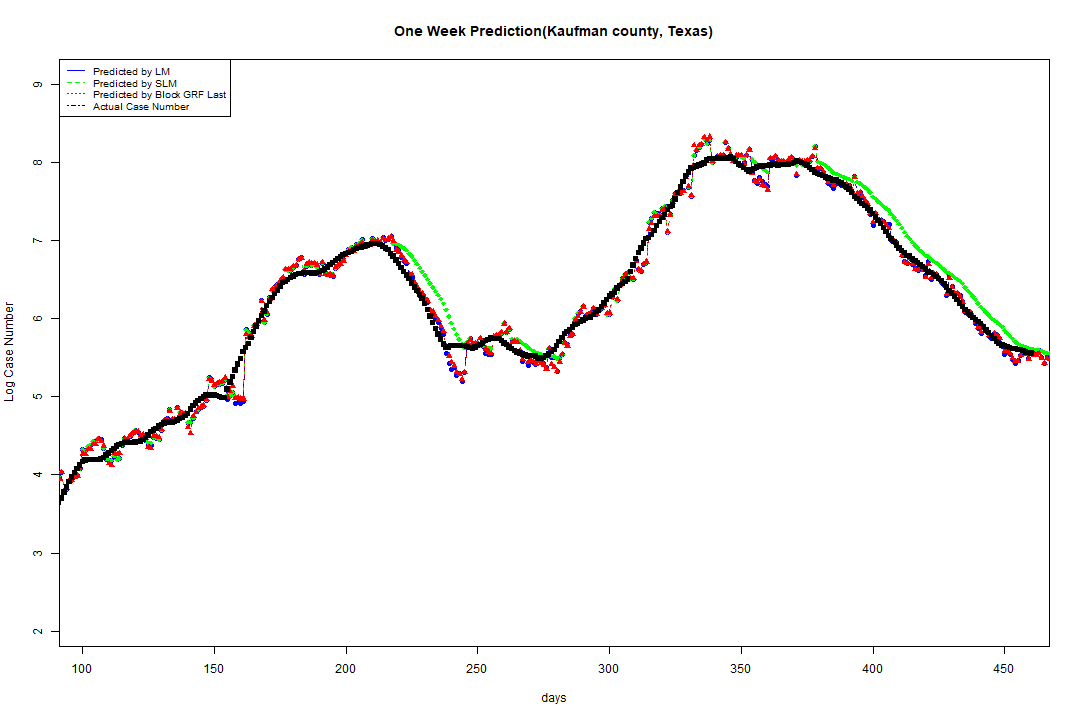 One Week Prediction(Kaufman county, Texas)
Predicted by LM
Predicted by SLM
Predicted by Block GRF Last
Actual Case Number
9
8
7
6
5
4
3
2
Log Case Number
100 150 200 250 300 350 400 450
days